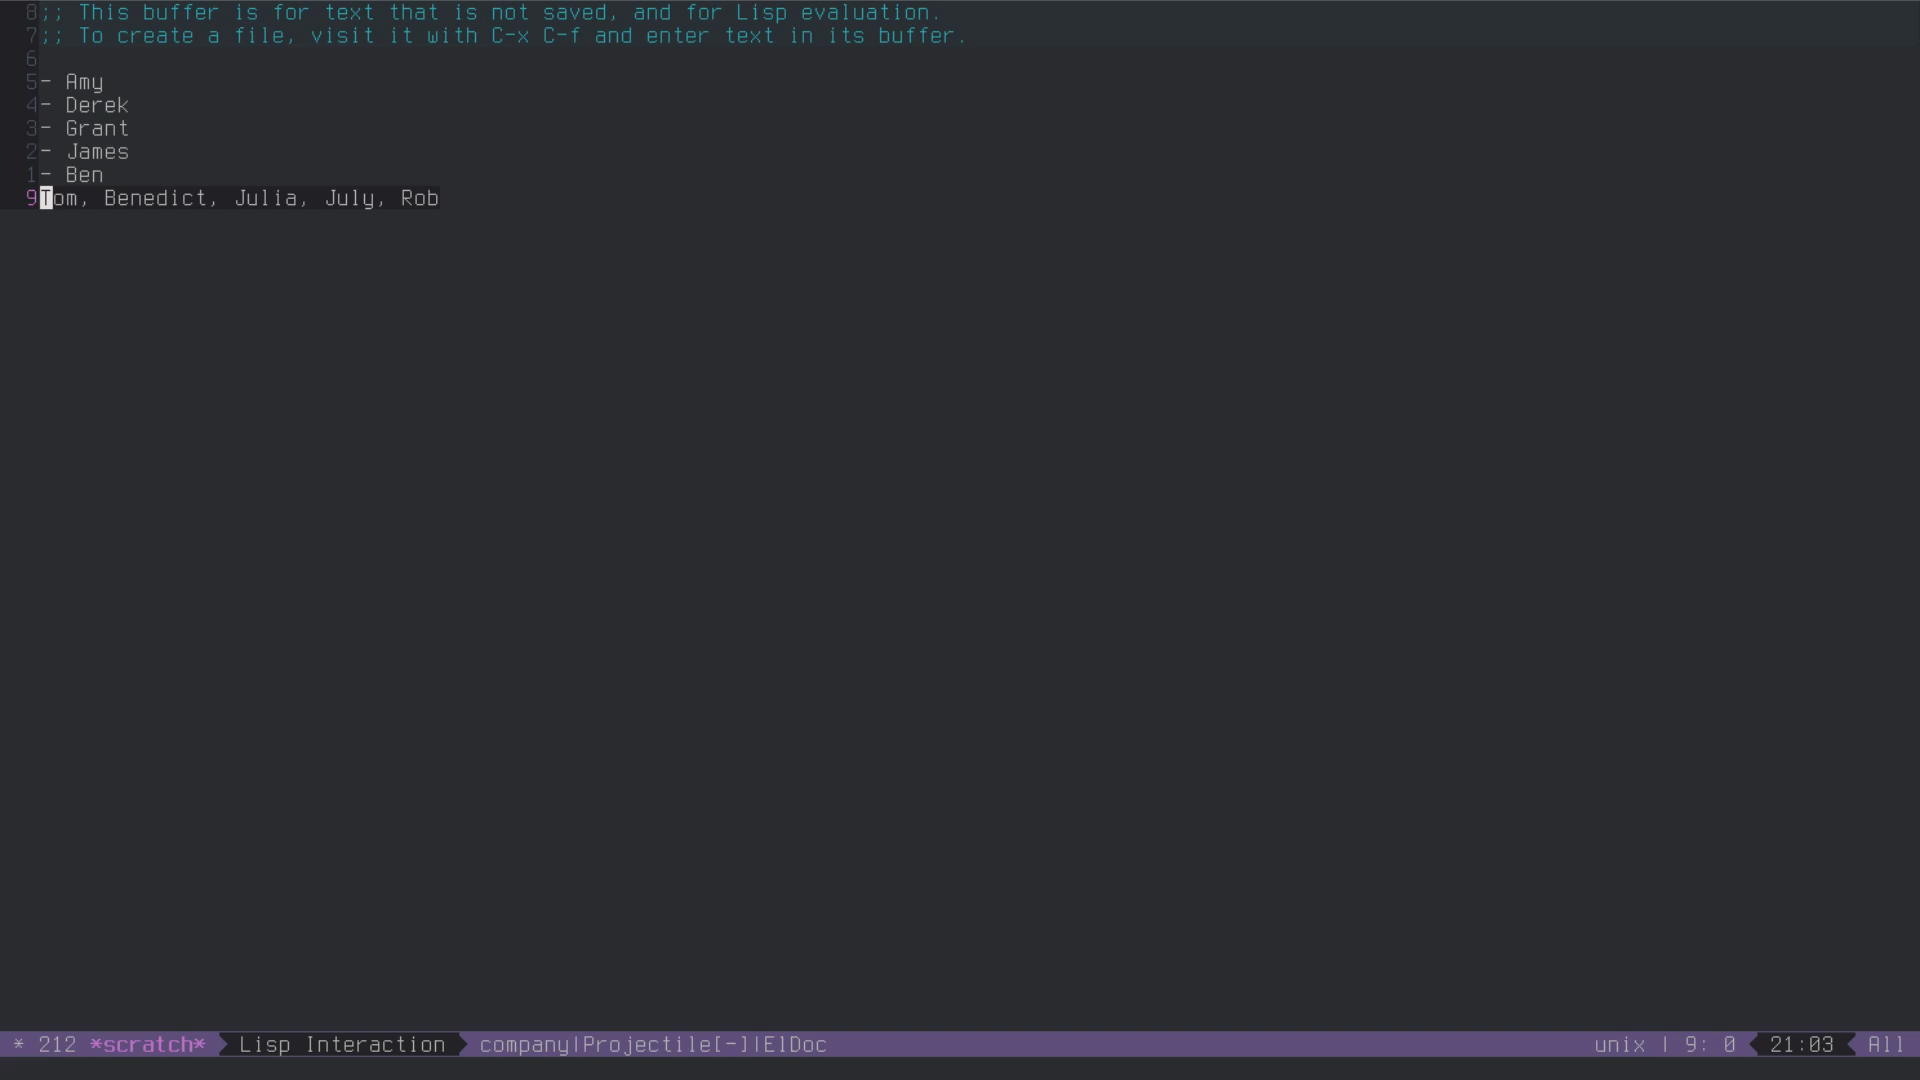 8;; This buffer is for text that is not saved, and for Lisp evaluation.
7;; To create a file, visit it with C-x C-f and enter text in its buffer.
6
5- Amy
4- Derek
3- Grant
2- James
1- Ben
9Tom, Benedict, Julia, July, Rob
* 212 *scratch* Lisp Interaction company|Projectile[-]|ElDoc unix | 9: 0 21:03 All